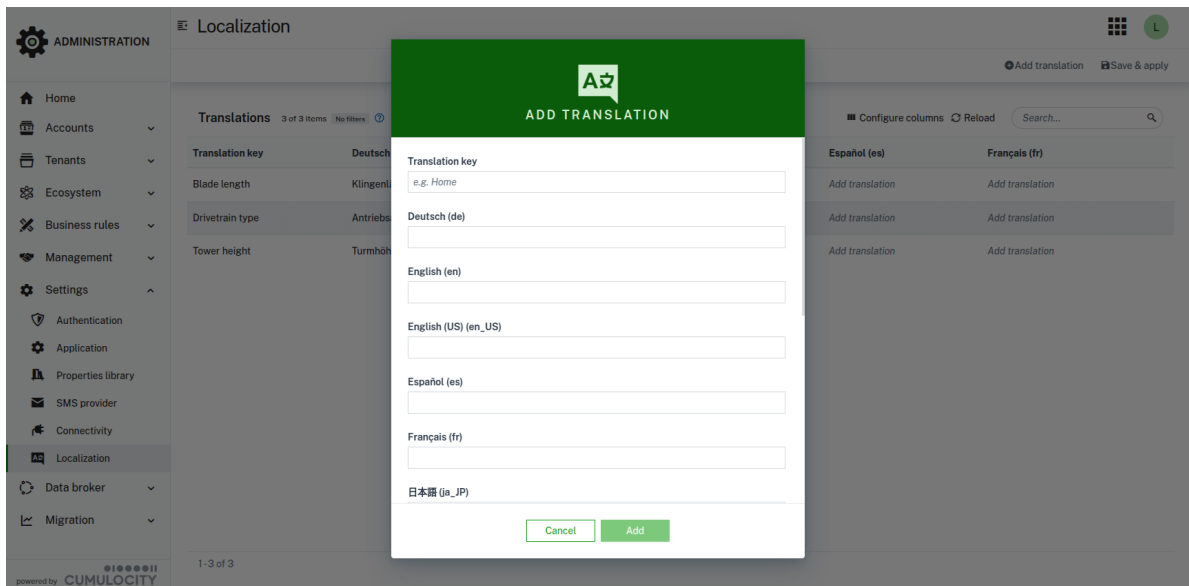 ADMINISTRATION
Localization
L
Add translation Save & apply
Home
Accounts
Tenants
Ecosystem
Business rules
Management
Settings
Authentication
Application
Properties library
SMS provider
Connectivity
Localization
Data broker
Migration
powered by CUMULOCITY
Translations 3 of 3 items No filters
Configure columns Reload Search...
Translation key Deutsch Español (es) Français (fr)
Blade length Add translation Add translation
Drivetrain type Add translation Add translation
Tower height Add translation Add translation
1-3 of 3
ADD TRANSLATION
Translation key
e.g. Home
Deutsch (de)
English (en)
English (US) (en_US)
Español (es)
Français (fr)
日本語 (ja_JP)
Cancel Add